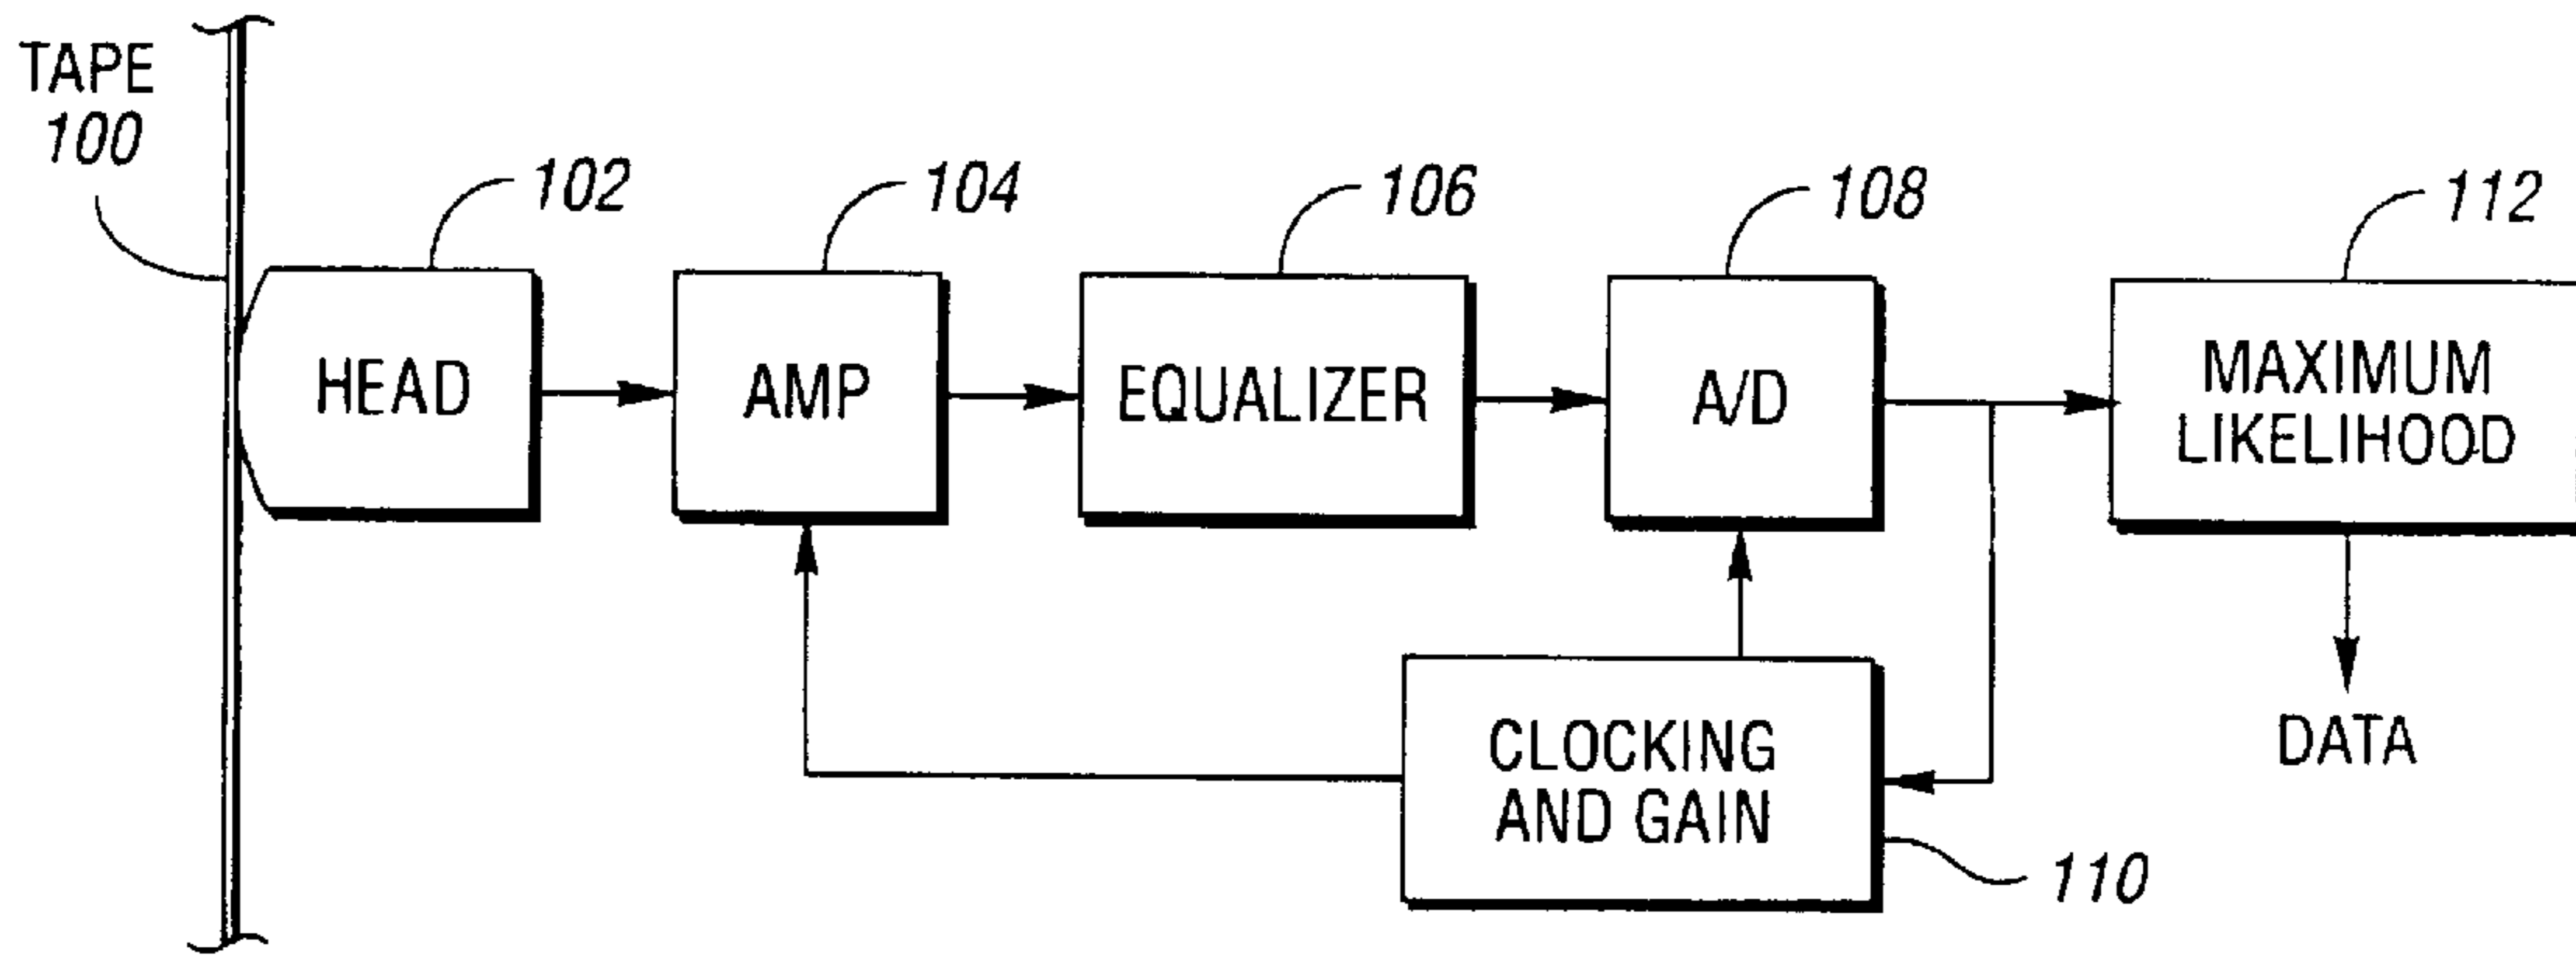 TAPE
100
102
104
106
108
112
HEAD
AMP
EQUALIZER
A/D
MAXIMUM
LIKELIHOOD
CLOCKING
AND GAIN
DATA
110